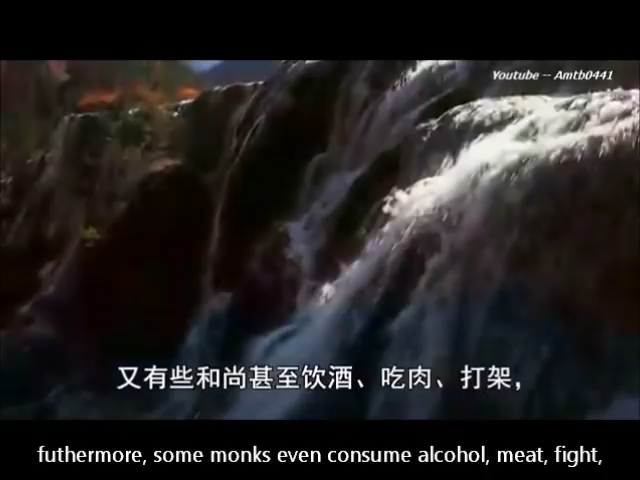 Youtube -- Amtb0441
又有些和尚甚至饮酒、吃肉、打架，
futhermore, some monks even consume alcohol, meat, fight,